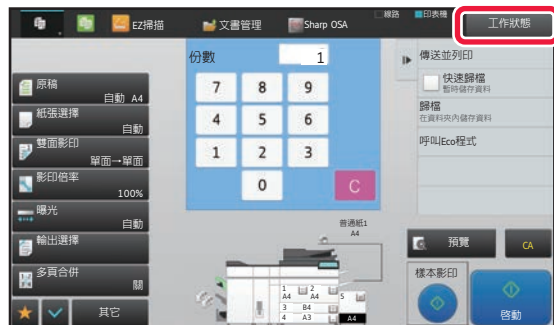 EZ掃描
文書管理
Sharp OSA
線路
印表機
工作狀態
份數
1
傳送並列印
快速歸檔
暫時儲存資料
歸檔
在資料夾內儲存資料
呼叫Eco程式
原稿
自動 A4
紙張選擇
自動
雙面影印
單面→單面
影印倍率
100%
曝光
自動
輸出選擇
多頁合併
關
其它
7 8 9
4 5 6
1 2 3
0 C
普通紙1
A4
1 2
A4 A4 5
3 B4
4 A3 A4
預覽
CA
樣本影印
啓動